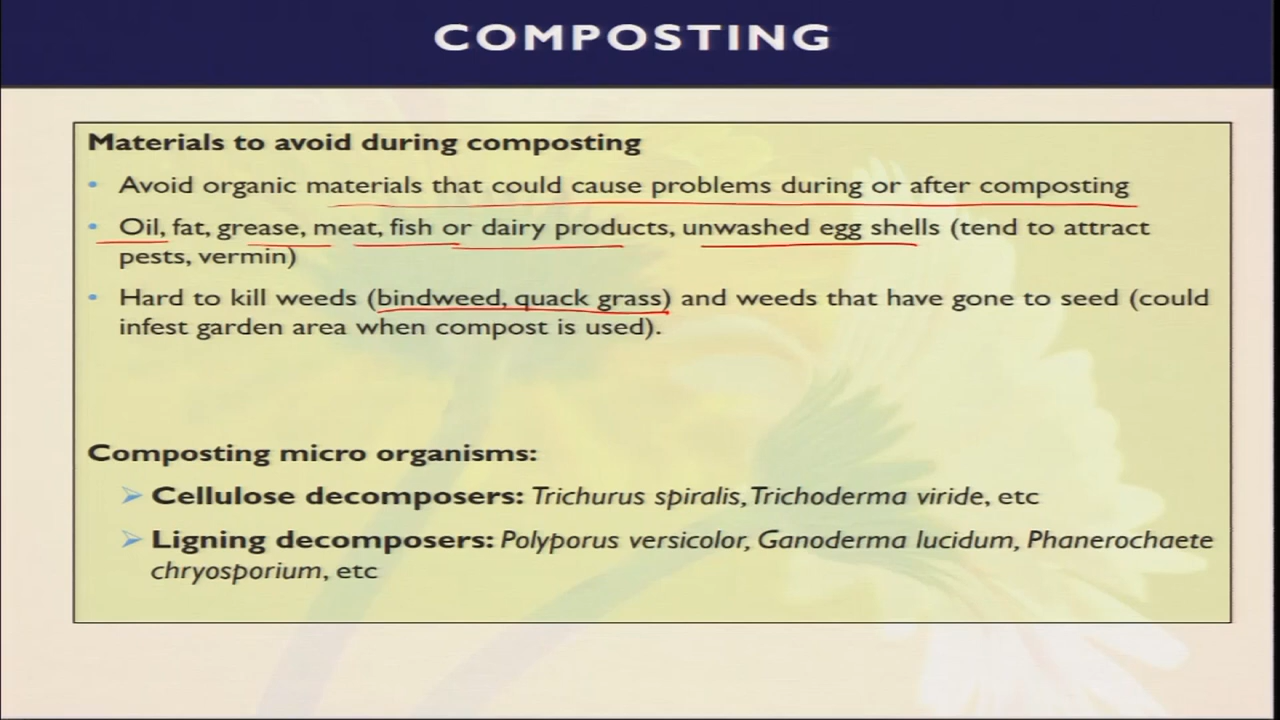 COMPOSTING
Materials to avoid during composting
• Avoid organic materials that could cause problems during or after composting
• Oil, fat, grease, meat, fish or dairy products, unwashed egg shells (tend to attract
pests, vermin)
• Hard to kill weeds (bindweed, quack grass) and weeds that have gone to seed (could
infest garden area when compost is used).
Composting micro organisms:
➢ Cellulose decomposers: Trichurus spiralis, Trichoderma viride, etc
➢ Ligning decomposers: Polyporus versicolor, Ganoderma lucidum, Phanerochaete
chryosporium, etc